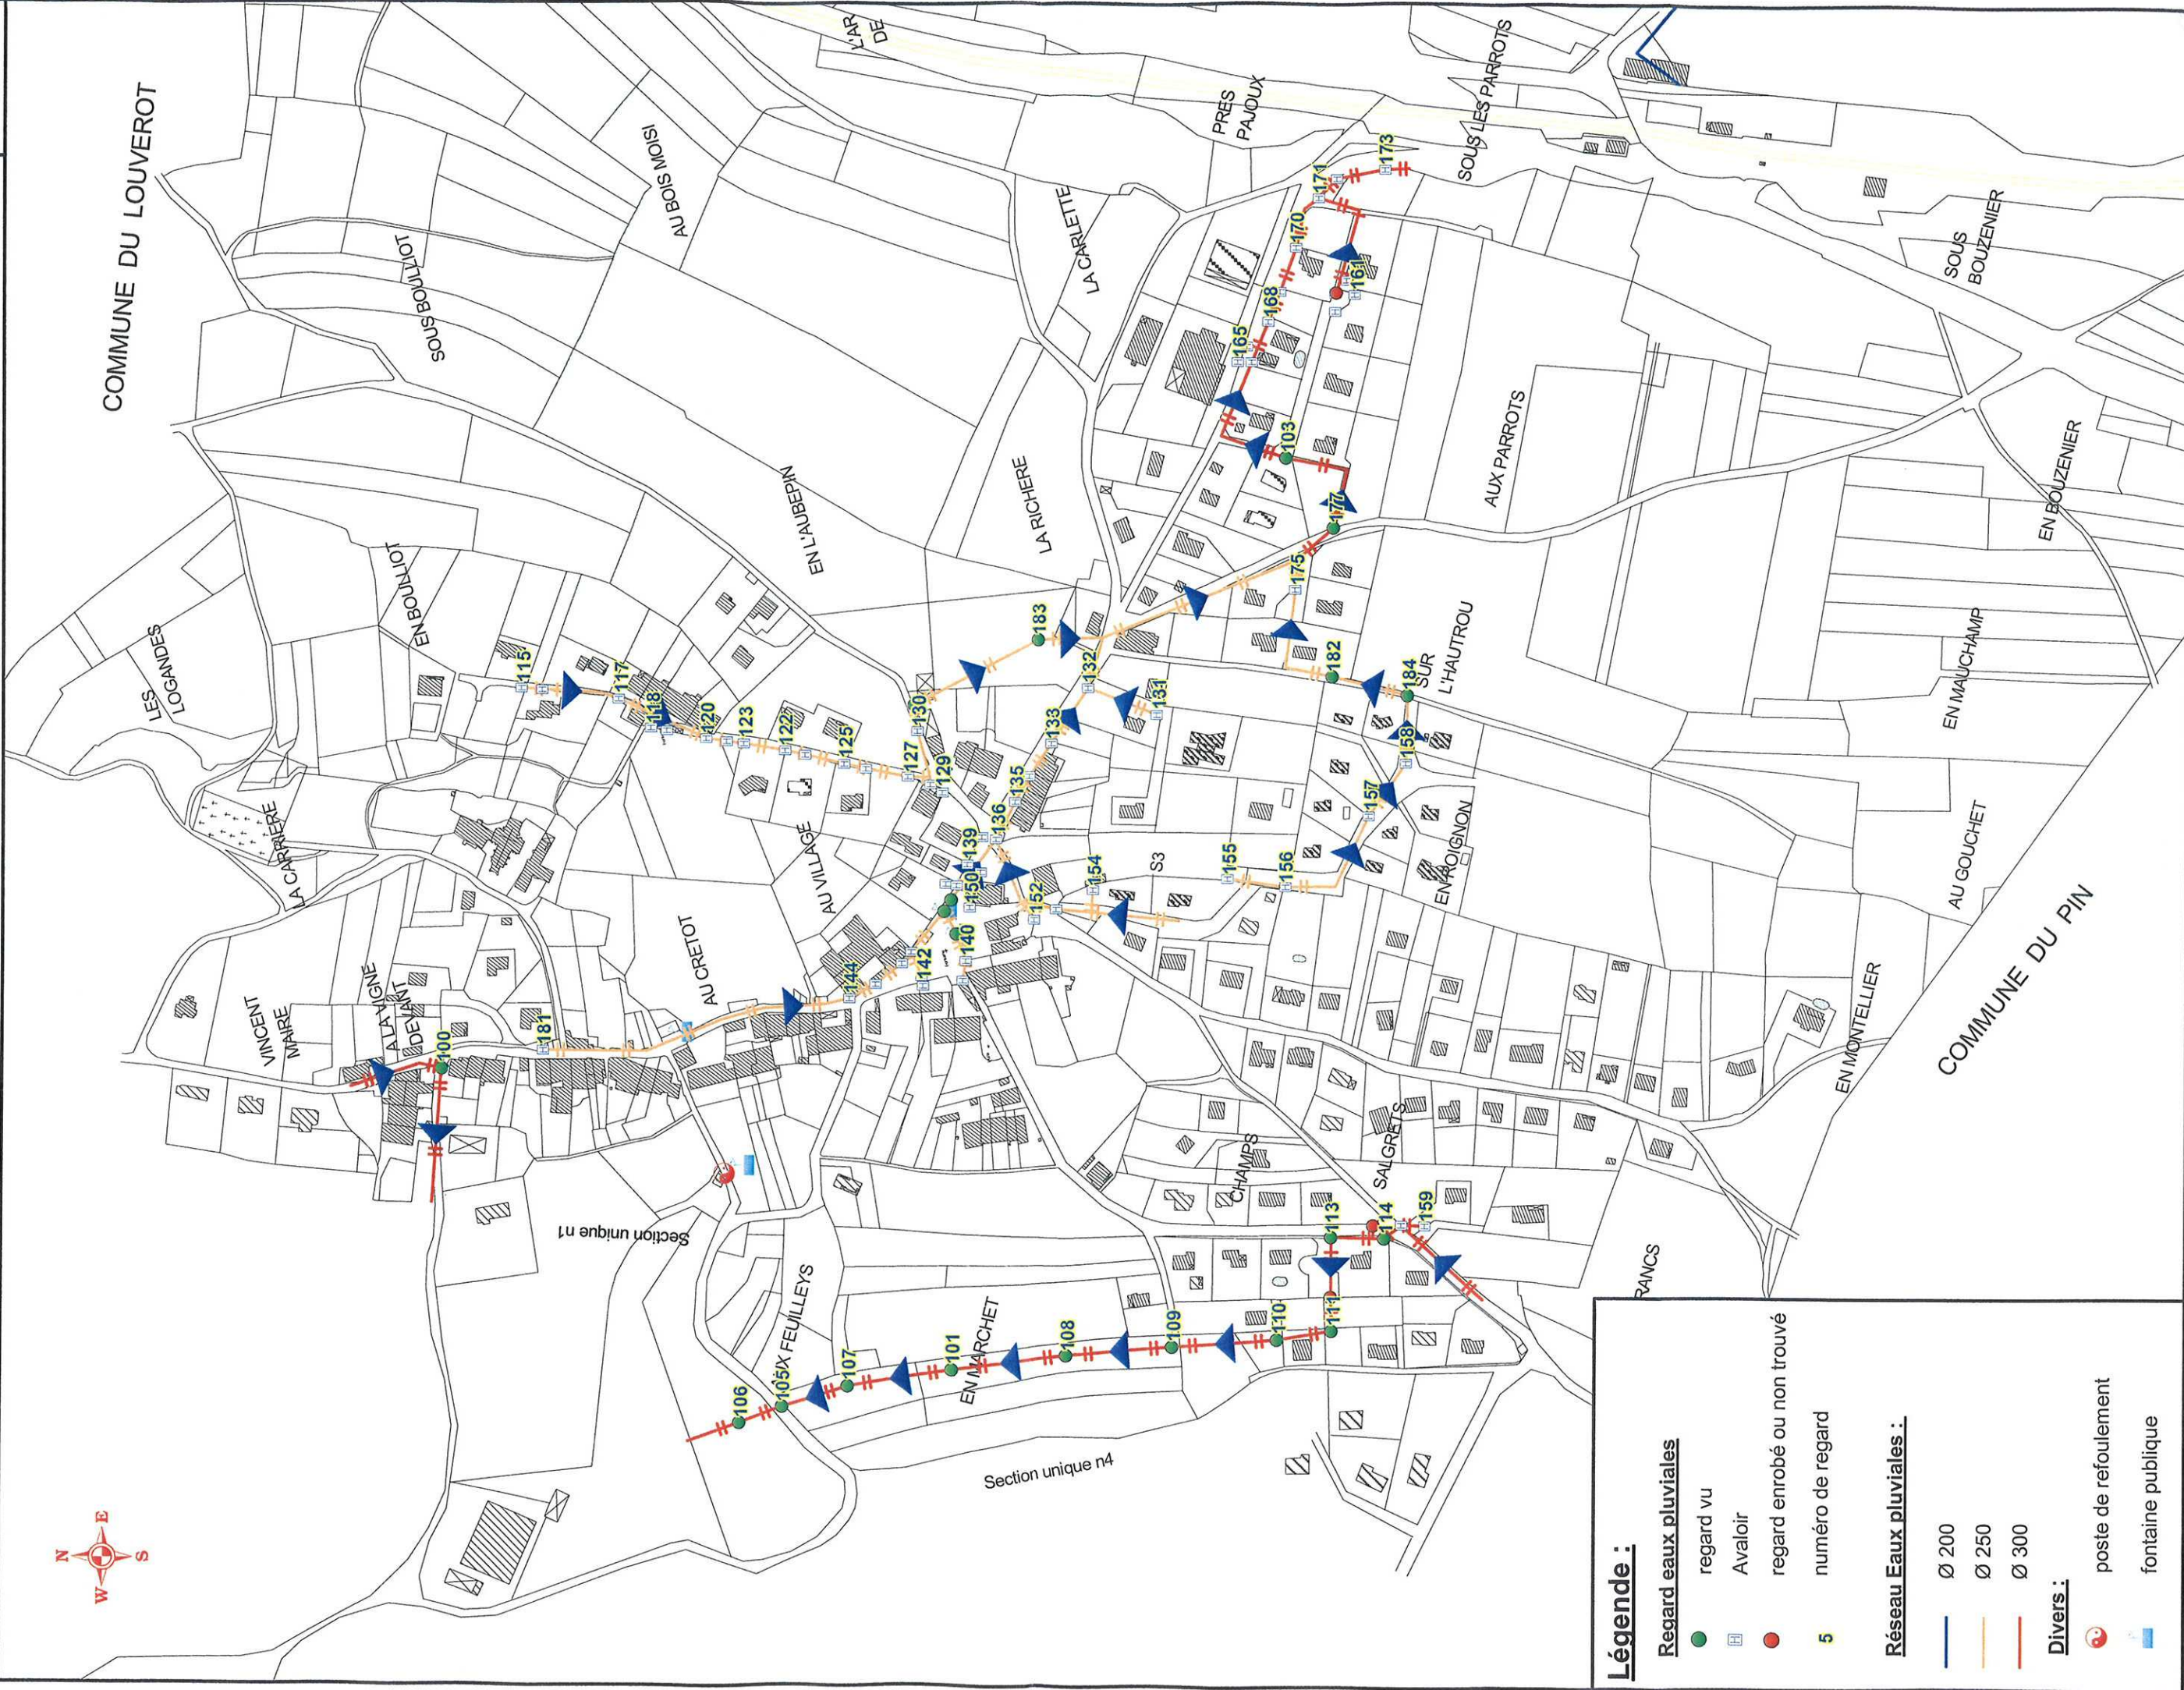 COMMUNE DU LOUVEROT
L'AR
DE
LES
LOGANDES
SOUS BOULLIOT
AU BOIS MOISI
PRES
PAJOUX
SOUS LES PARROTS
LA CARRIERE
EN BOULLIOT
EN L'AUBEPIN
LA RICHERE
LA CARLETTE
VINCENT
MAIRE
A LA VIGNE
DEVANT
AU CRETOT
AU VILLAGE
S3
SUR
L'HAUTROU
AUX PARROTS
SOUS
BOUZENIER
EN BOUZENIER
EN MAUCHAMP
AU GOUCHET
EN ROIGNON
EN MONTELLIER
COMMUNE DU PIN
CHAMPS
SALGRETS
RANCS
Section unique n1
X FEUILLEYS
EN MARCHET
Section unique n4
100
181
115
117
118
120
123
122
125
127
129
130
183
132
131
133
135
136
139
150
140
142
144
152
154
155
156
157
158
184
182
175
177
103
165
168
170
171
173
161
106
105
107
101
108
109
110
111
113
114
159
N
W
E
S
Légende :
Regard eaux pluviales
regard vu
Avaloir
regard enrobé ou non trouvé
5 numéro de regard
Réseau Eaux pluviales :
Ø 200
Ø 250
Ø 300
Divers :
poste de refoulement
fontaine publique